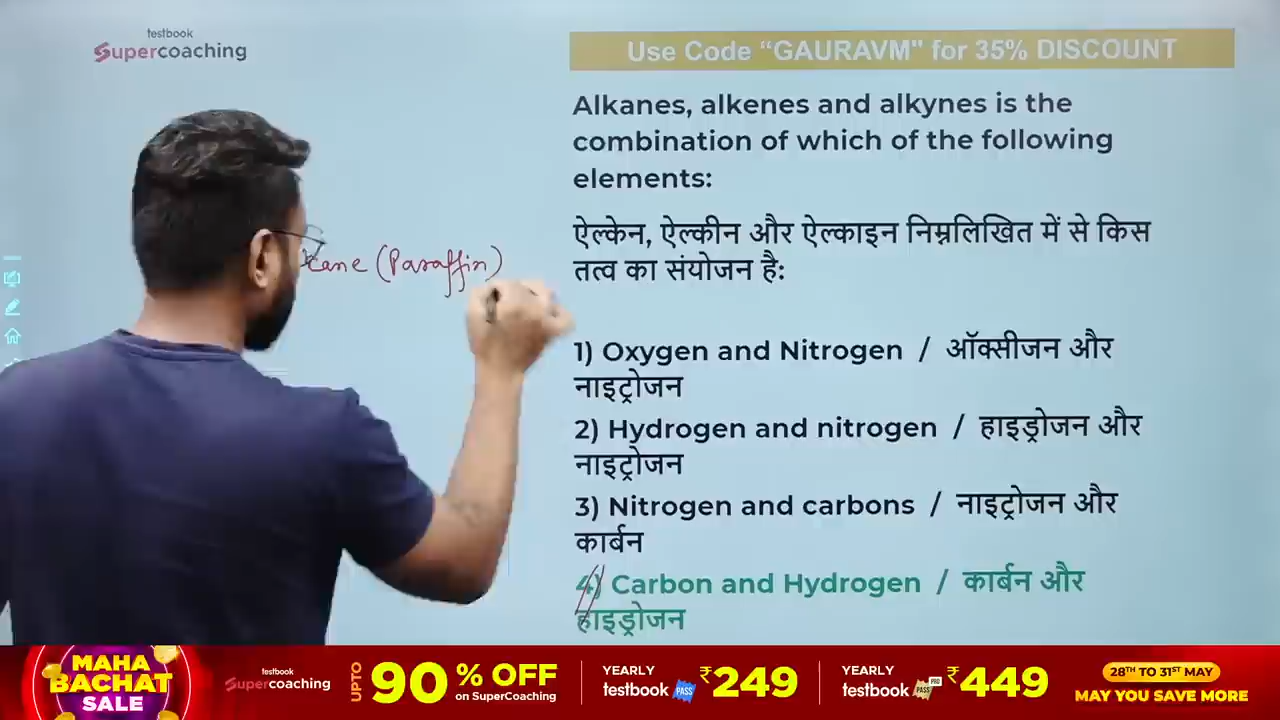 testbook
Supercoaching
Use Code “GAURAVM" for 35% DISCOUNT
Alkanes, alkenes and alkynes is the
combination of which of the following
elements:
ऐल्केन, ऐल्कीन और ऐल्काइन निम्नलिखित में से किस
तत्व का संयोजन है:
(Paraffin)
1) Oxygen and Nitrogen / ऑक्सीजन और
नाइट्रोजन
2) Hydrogen and nitrogen / हाइड्रोजन और
नाइट्रोजन
3) Nitrogen and carbons / नाइट्रोजन और
कार्बन
4) Carbon and Hydrogen / कार्बन और
हाइड्रोजन
MAHA
BACHAT
SALE
testbook
Supercoaching
UPTO 90% OFF
on SuperCoaching
YEARLY
testbook PASS ₹249
YEARLY
testbook PASS PRO ₹449
28TH TO 31ST MAY
MAY YOU SAVE MORE